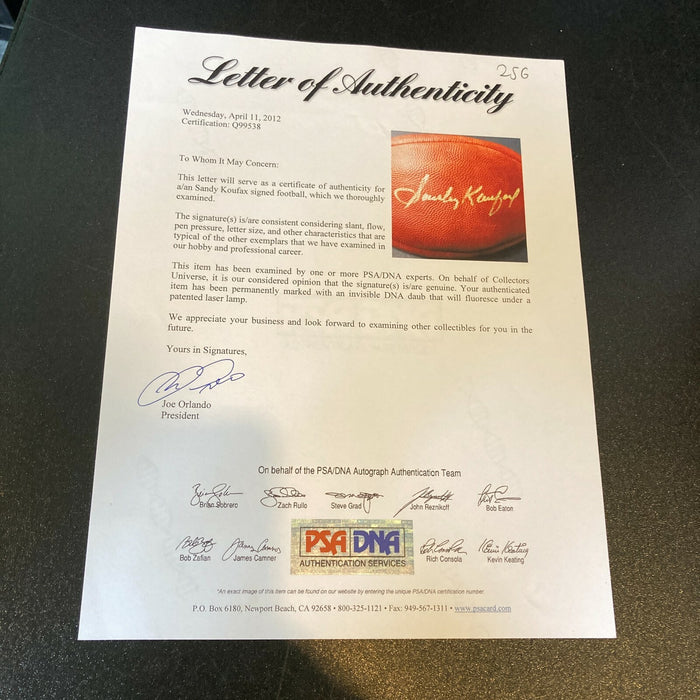 256
Letter of Authenticity
Wednesday, April 11, 2012
Certification: Q99538
To Whom It May Concern:
This letter will serve as a certificate of authenticity for
a/an Sandy Koufax signed football, which we thoroughly
examined.
Sandy Koufax
The signature(s) is/are consistent considering slant, flow,
pen pressure, letter size, and other characteristics that are
typical of the other exemplars that we have examined in
our hobby and professional career.
This item has been examined by one or more PSA/DNA experts. On behalf of Collectors
Universe, it is our considered opinion that the signature(s) is/are genuine. Your authenticated
item has been permanently marked with an invisible DNA daub that will fluoresce under a
patented laser lamp.
We appreciate your business and look forward to examining other collectibles for you in the
future.
Yours in Signatures,
Joe Orlando
President
On behalf of the PSA/DNA Autograph Authentication Team
Brian Sobrero Zach Rullo Steve Grad John Reznikoff Bob Eaton
Bob Zafian James Camner Rich Consola Kevin Keating
PSA DNA
AUTHENTICATION SERVICES
*An exact image of this item can be found on our website by entering the unique PSA/DNA certification number.
P.O. Box 6180, Newport Beach, CA 92658 • 800-325-1121 • Fax: 949-567-1311 • www.psacard.com